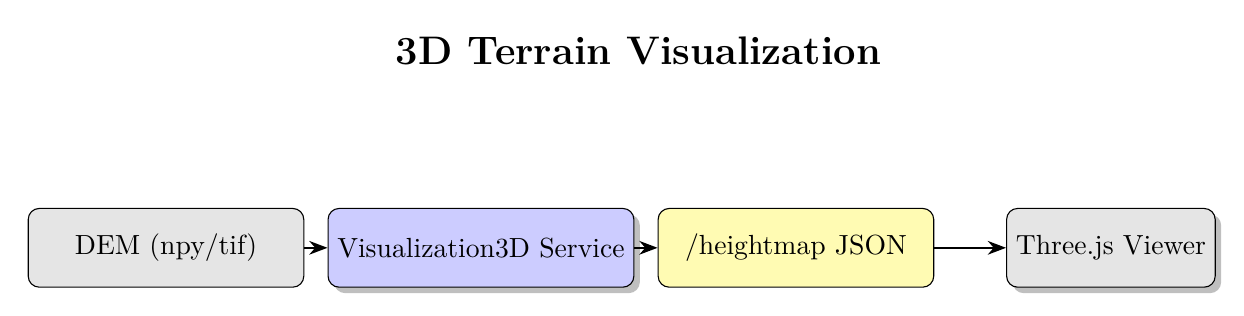 3D Terrain Visualization
DEM (npy/tif)
Visualization3D Service
/heightmap JSON
Three.js Viewer